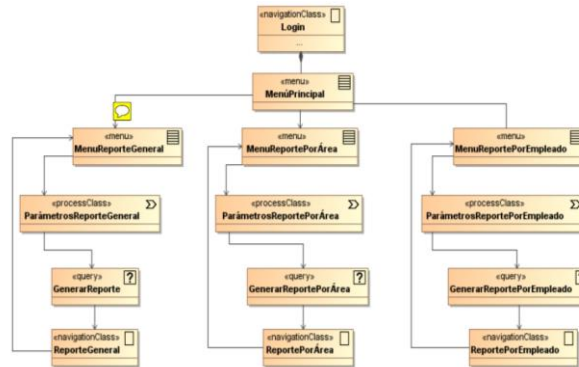 «navigationClass»
Login
...
«menu»
MenúPrincipal
«menu»
MenuReporteGeneral
«menu»
MenuReportePorÁrea
«menu»
MenuReportePorEmpleado
«processClass»
ParámetrosReporteGeneral
«processClass»
ParámetrosReportePorÁrea
«processClass»
ParámetrosReportePorEmpleado
«query»
?
GenerarReporte
«query»
?
GenerarReportePorÁrea
«query»
?
GenerarReportePorEmpleado
«navigationClass»
ReporteGeneral
«navigationClass»
ReportePorÁrea
«navigationClass»
ReportePorEmpleado